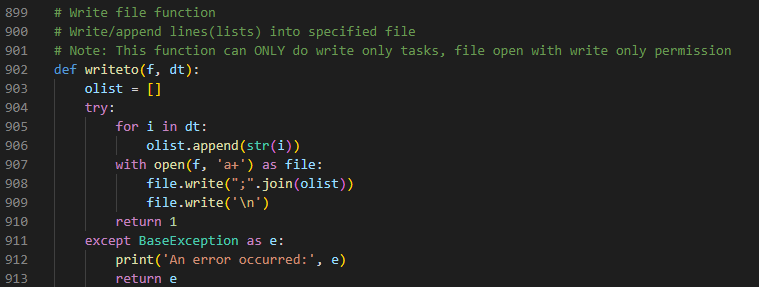 899 # Write file function
900 # Write/append lines(lists) into specified file
901 # Note: This function can ONLY do write only tasks, file open with write only permission
902 def writeto(f, dt):
903     olist = []
904     try:
905         for i in dt:
906             olist.append(str(i))
907         with open(f, 'a+') as file:
908             file.write(";".join(olist))
909             file.write('\n')
910         return 1
911     except BaseException as e:
912         print('An error occurred:', e)
913         return e